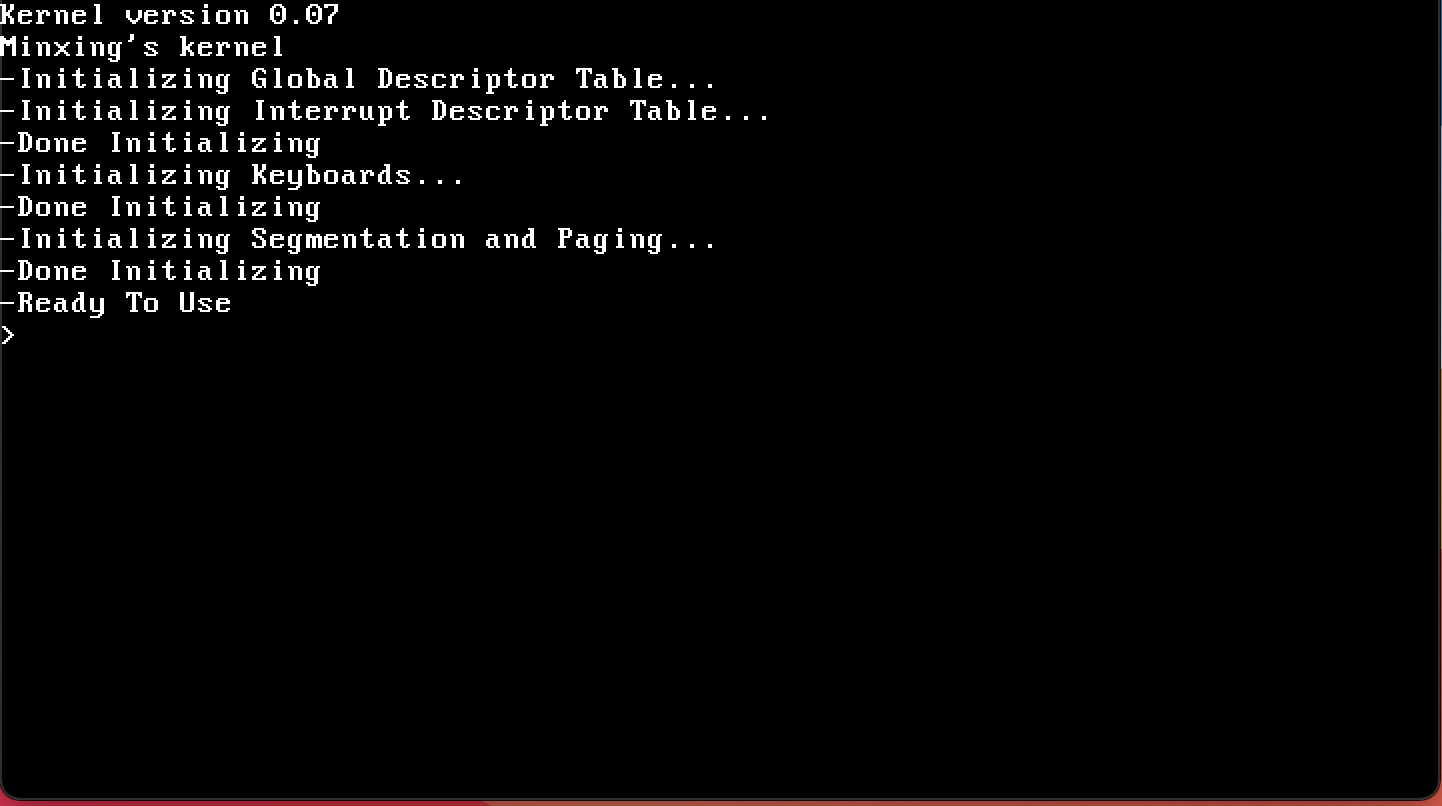 Kernel version 0.07
Minxing's kernel
-Initializing Global Descriptor Table...
-Initializing Interrupt Descriptor Table...
-Done Initializing
-Initializing Keyboards...
-Done Initializing
-Initializing Segmentation and Paging...
-Done Initializing
-Ready To Use
>